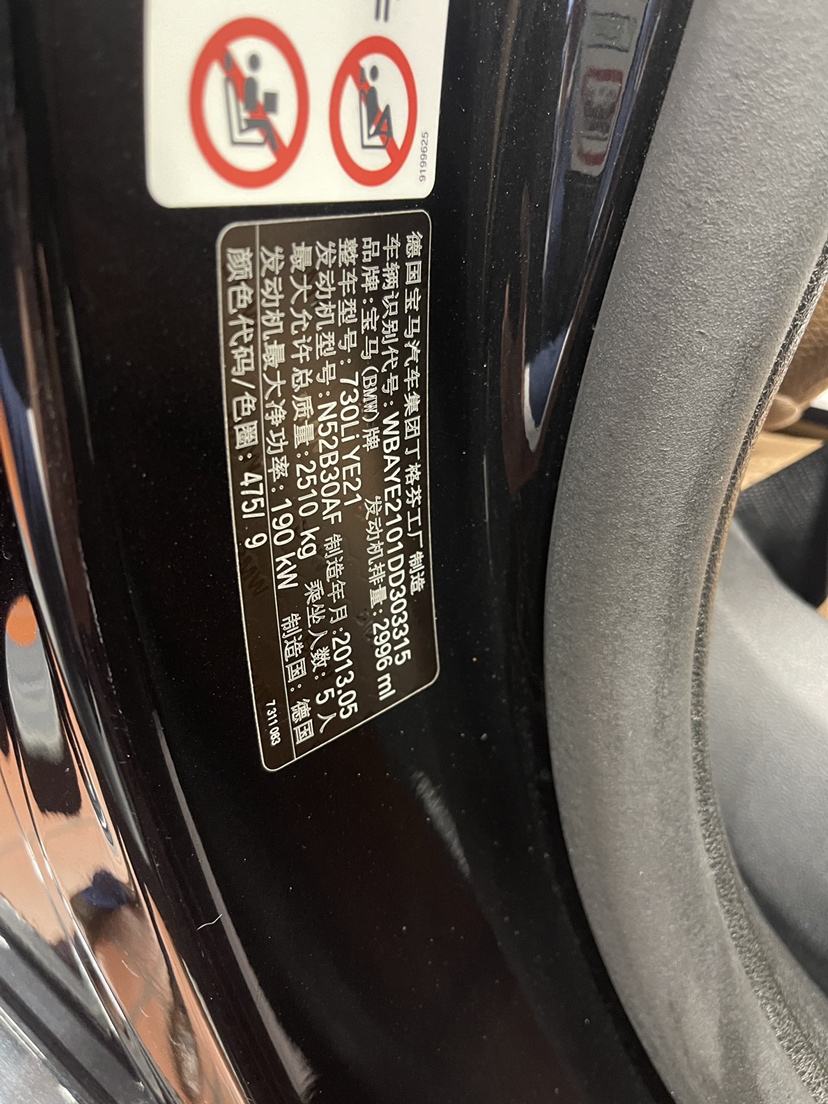 9199625
德国宝马汽车集团丁格芬工厂制造
车辆识别代号:WBAYE2101DD303315
品牌:宝马(BMW)牌 发动机排量:2996 ml
整车型号: 730Li YE21
发动机型号:N52B30AF 制造年月:2013.05
最大允许总质量:2510 kg 乘坐人数: 5 人
发动机最大净功率: 190 kW 制造国: 德国
颜色代码/色圈: 475/ 9
7 311 083